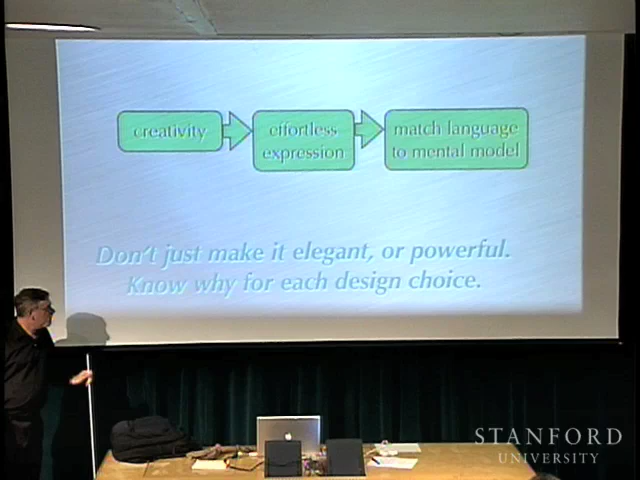 creativity
effortless
expression
match language
to mental model
Don't just make it elegant, or powerful.
Know why for each design choice.
STANFORD
UNIVERSITY